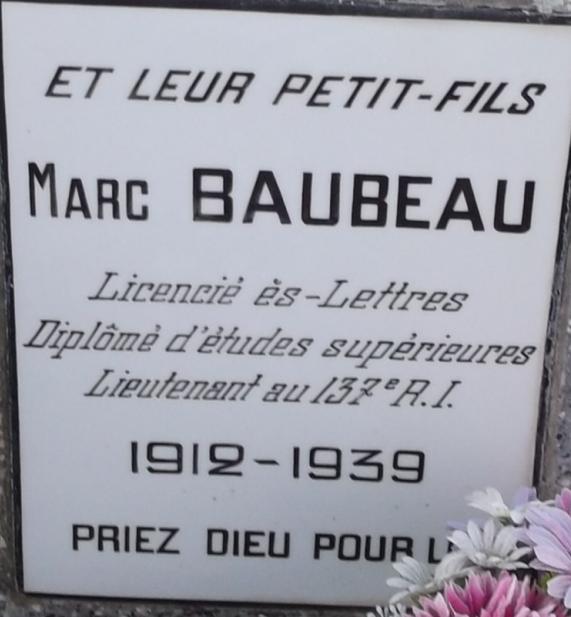 ET LEUR PETIT-FILS
MARC BAUBEAU
Licencié ès-Lettres
Diplômé d'études supérieures
Lieutenant au 137e R.I.
1912-1939
PRIEZ DIEU POUR